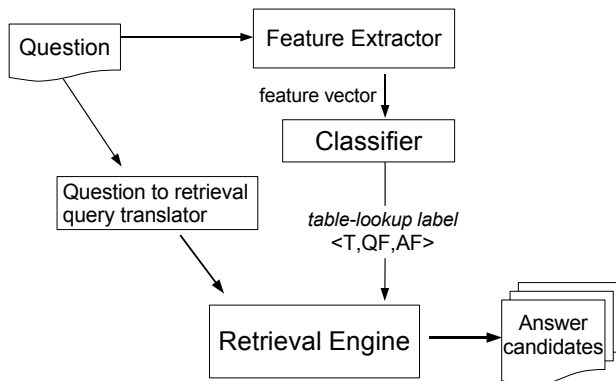 Question
Feature Extractor
feature vector
Classifier
Question to retrieval
query translator
table-lookup label
<T,QF,AF>
Retrieval Engine
Answer
candidates